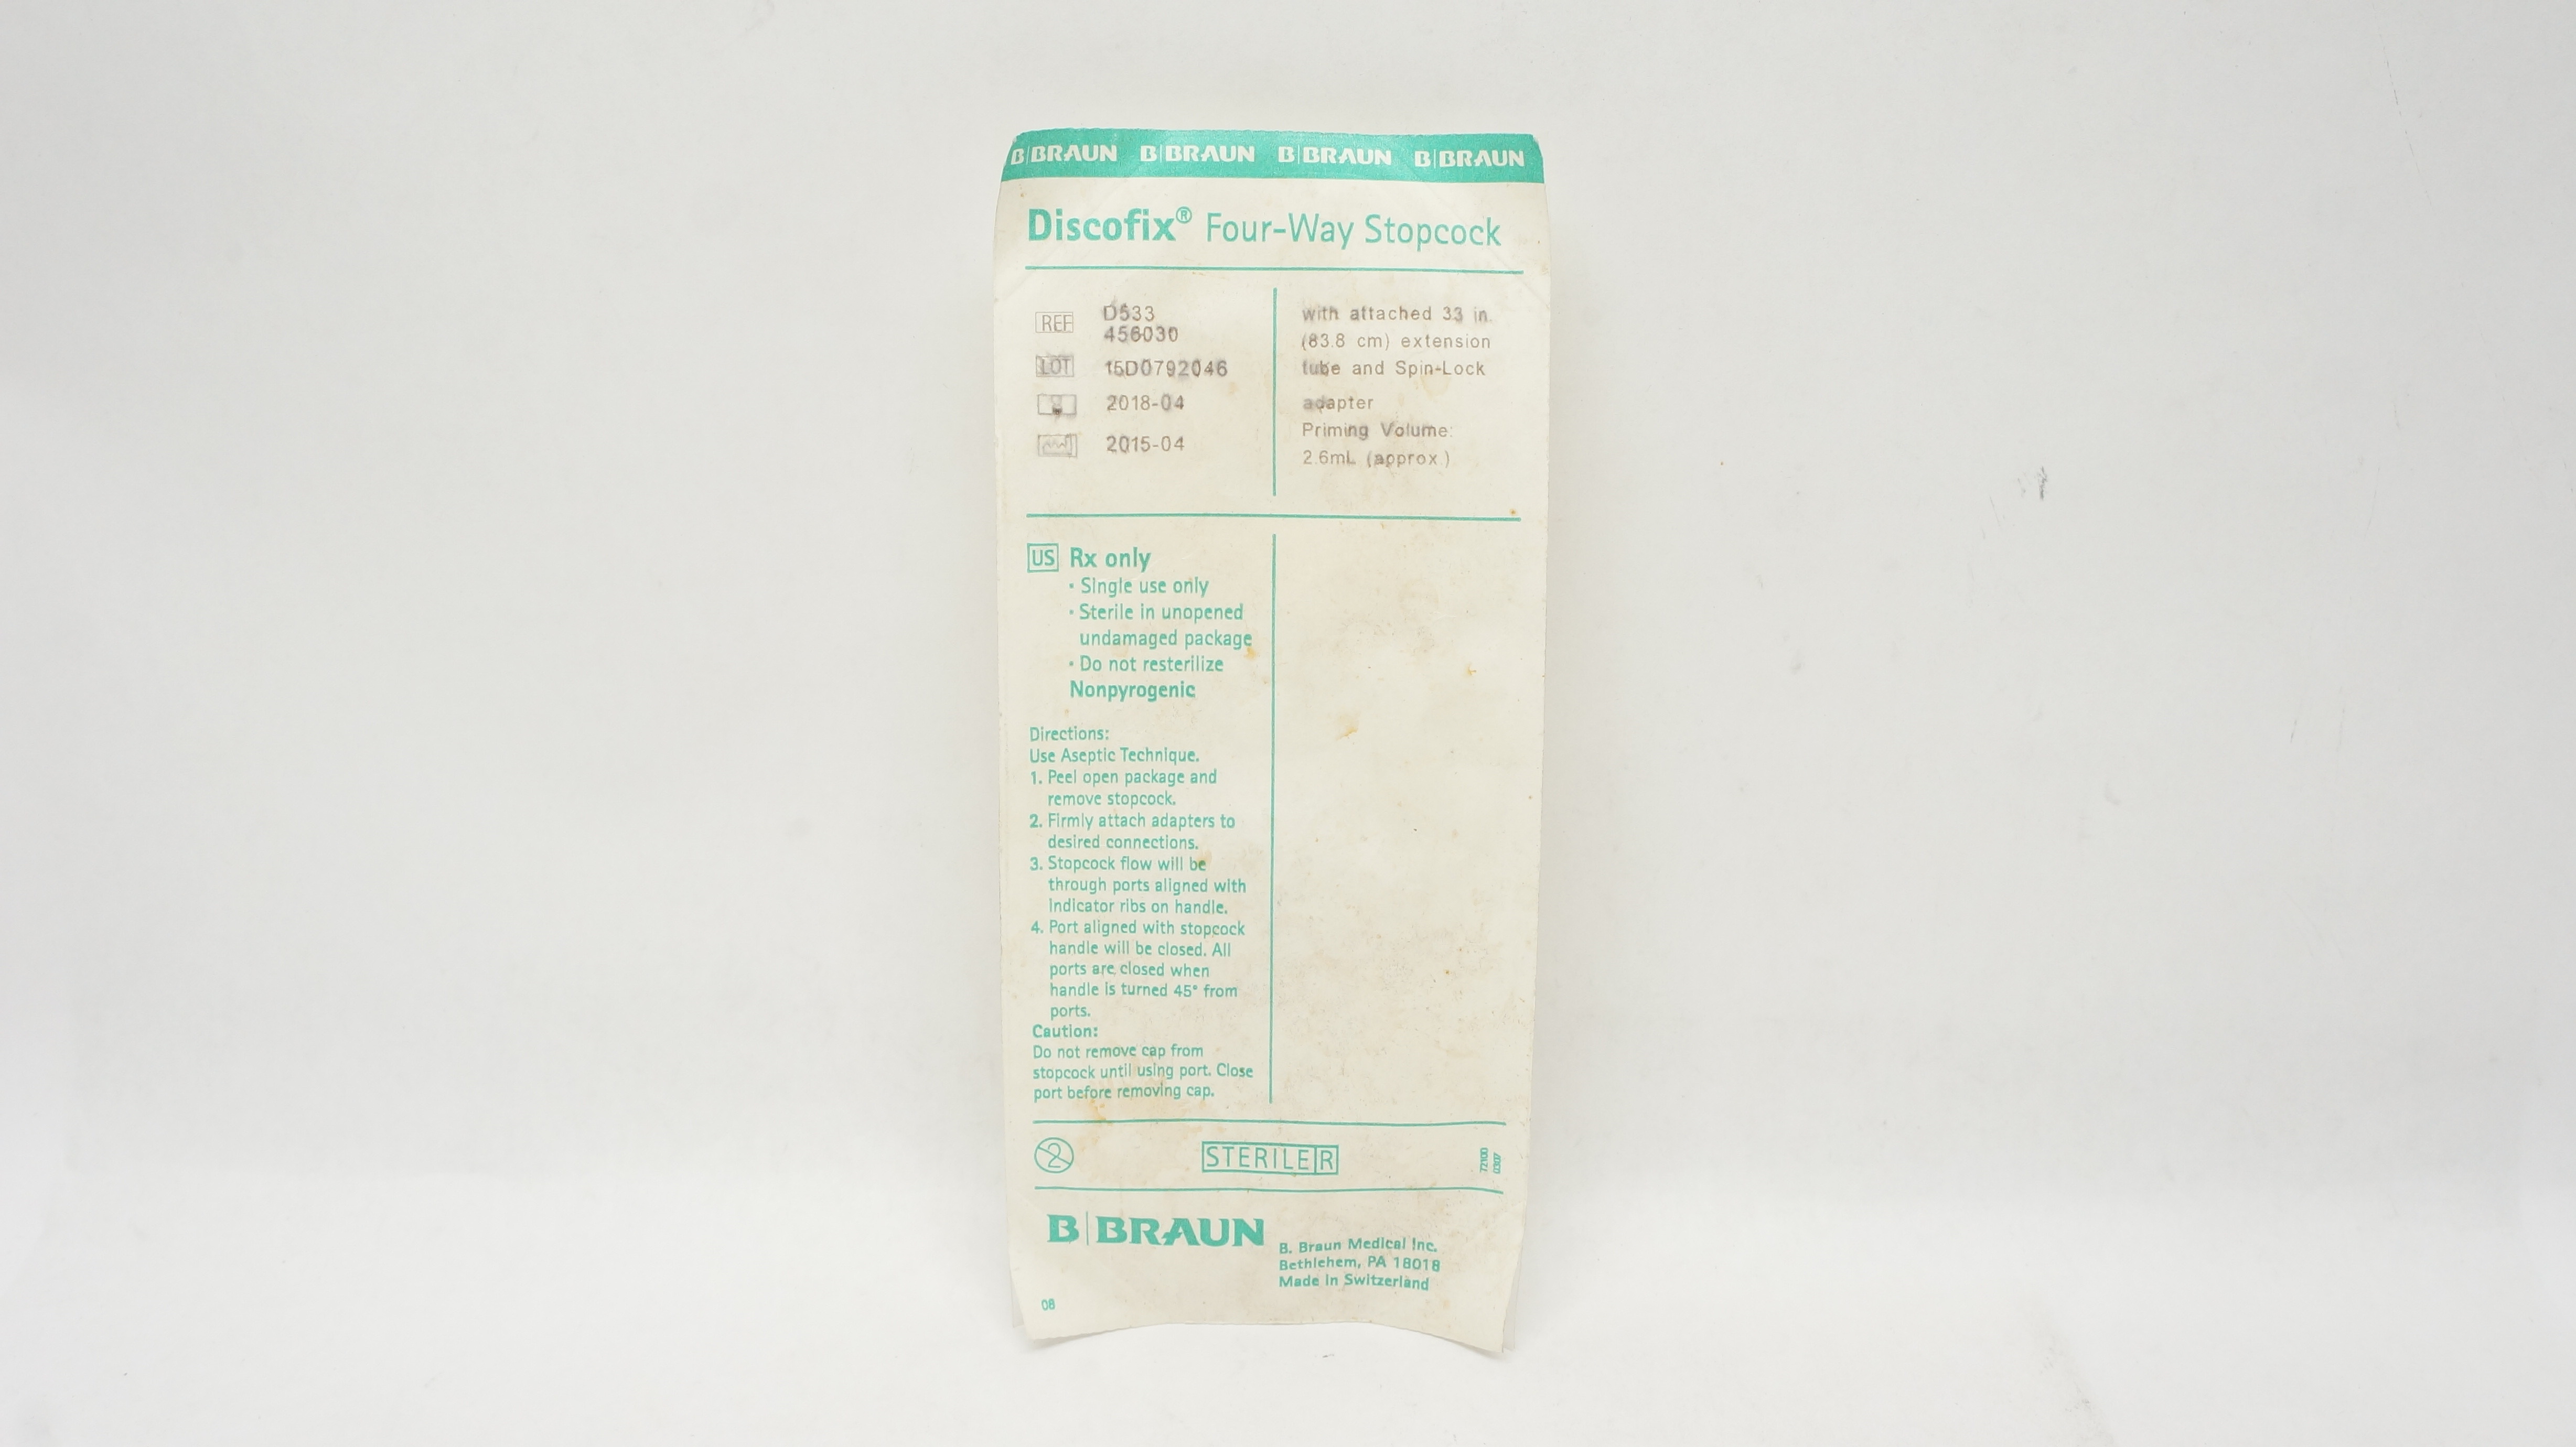 B|BRAUN B|BRAUN B|BRAUN B|BRAUN
Discofix® Four-Way Stopcock
REF D533
456030
LOT 15D0792046
2018-04
2015-04
with attached 33 in.
(83.8 cm) extension
tube and Spin-Lock
adapter
Priming Volume:
2.6mL (approx.)
US Rx only
· Single use only
· Sterile in unopened
undamaged package
· Do not resterilize
Nonpyrogenic
Directions:
Use Aseptic Technique.
1. Peel open package and
remove stopcock.
2. Firmly attach adapters to
desired connections.
3. Stopcock flow will be
through ports aligned with
indicator ribs on handle.
4. Port aligned with stopcock
handle will be closed. All
ports are closed when
handle is turned 45° from
ports.
Caution:
Do not remove cap from
stopcock until using port. Close
port before removing cap.
2
STERILE R
72100
0307
B|BRAUN
B. Braun Medical Inc.
Bethlehem, PA 18018
Made in Switzerland
08